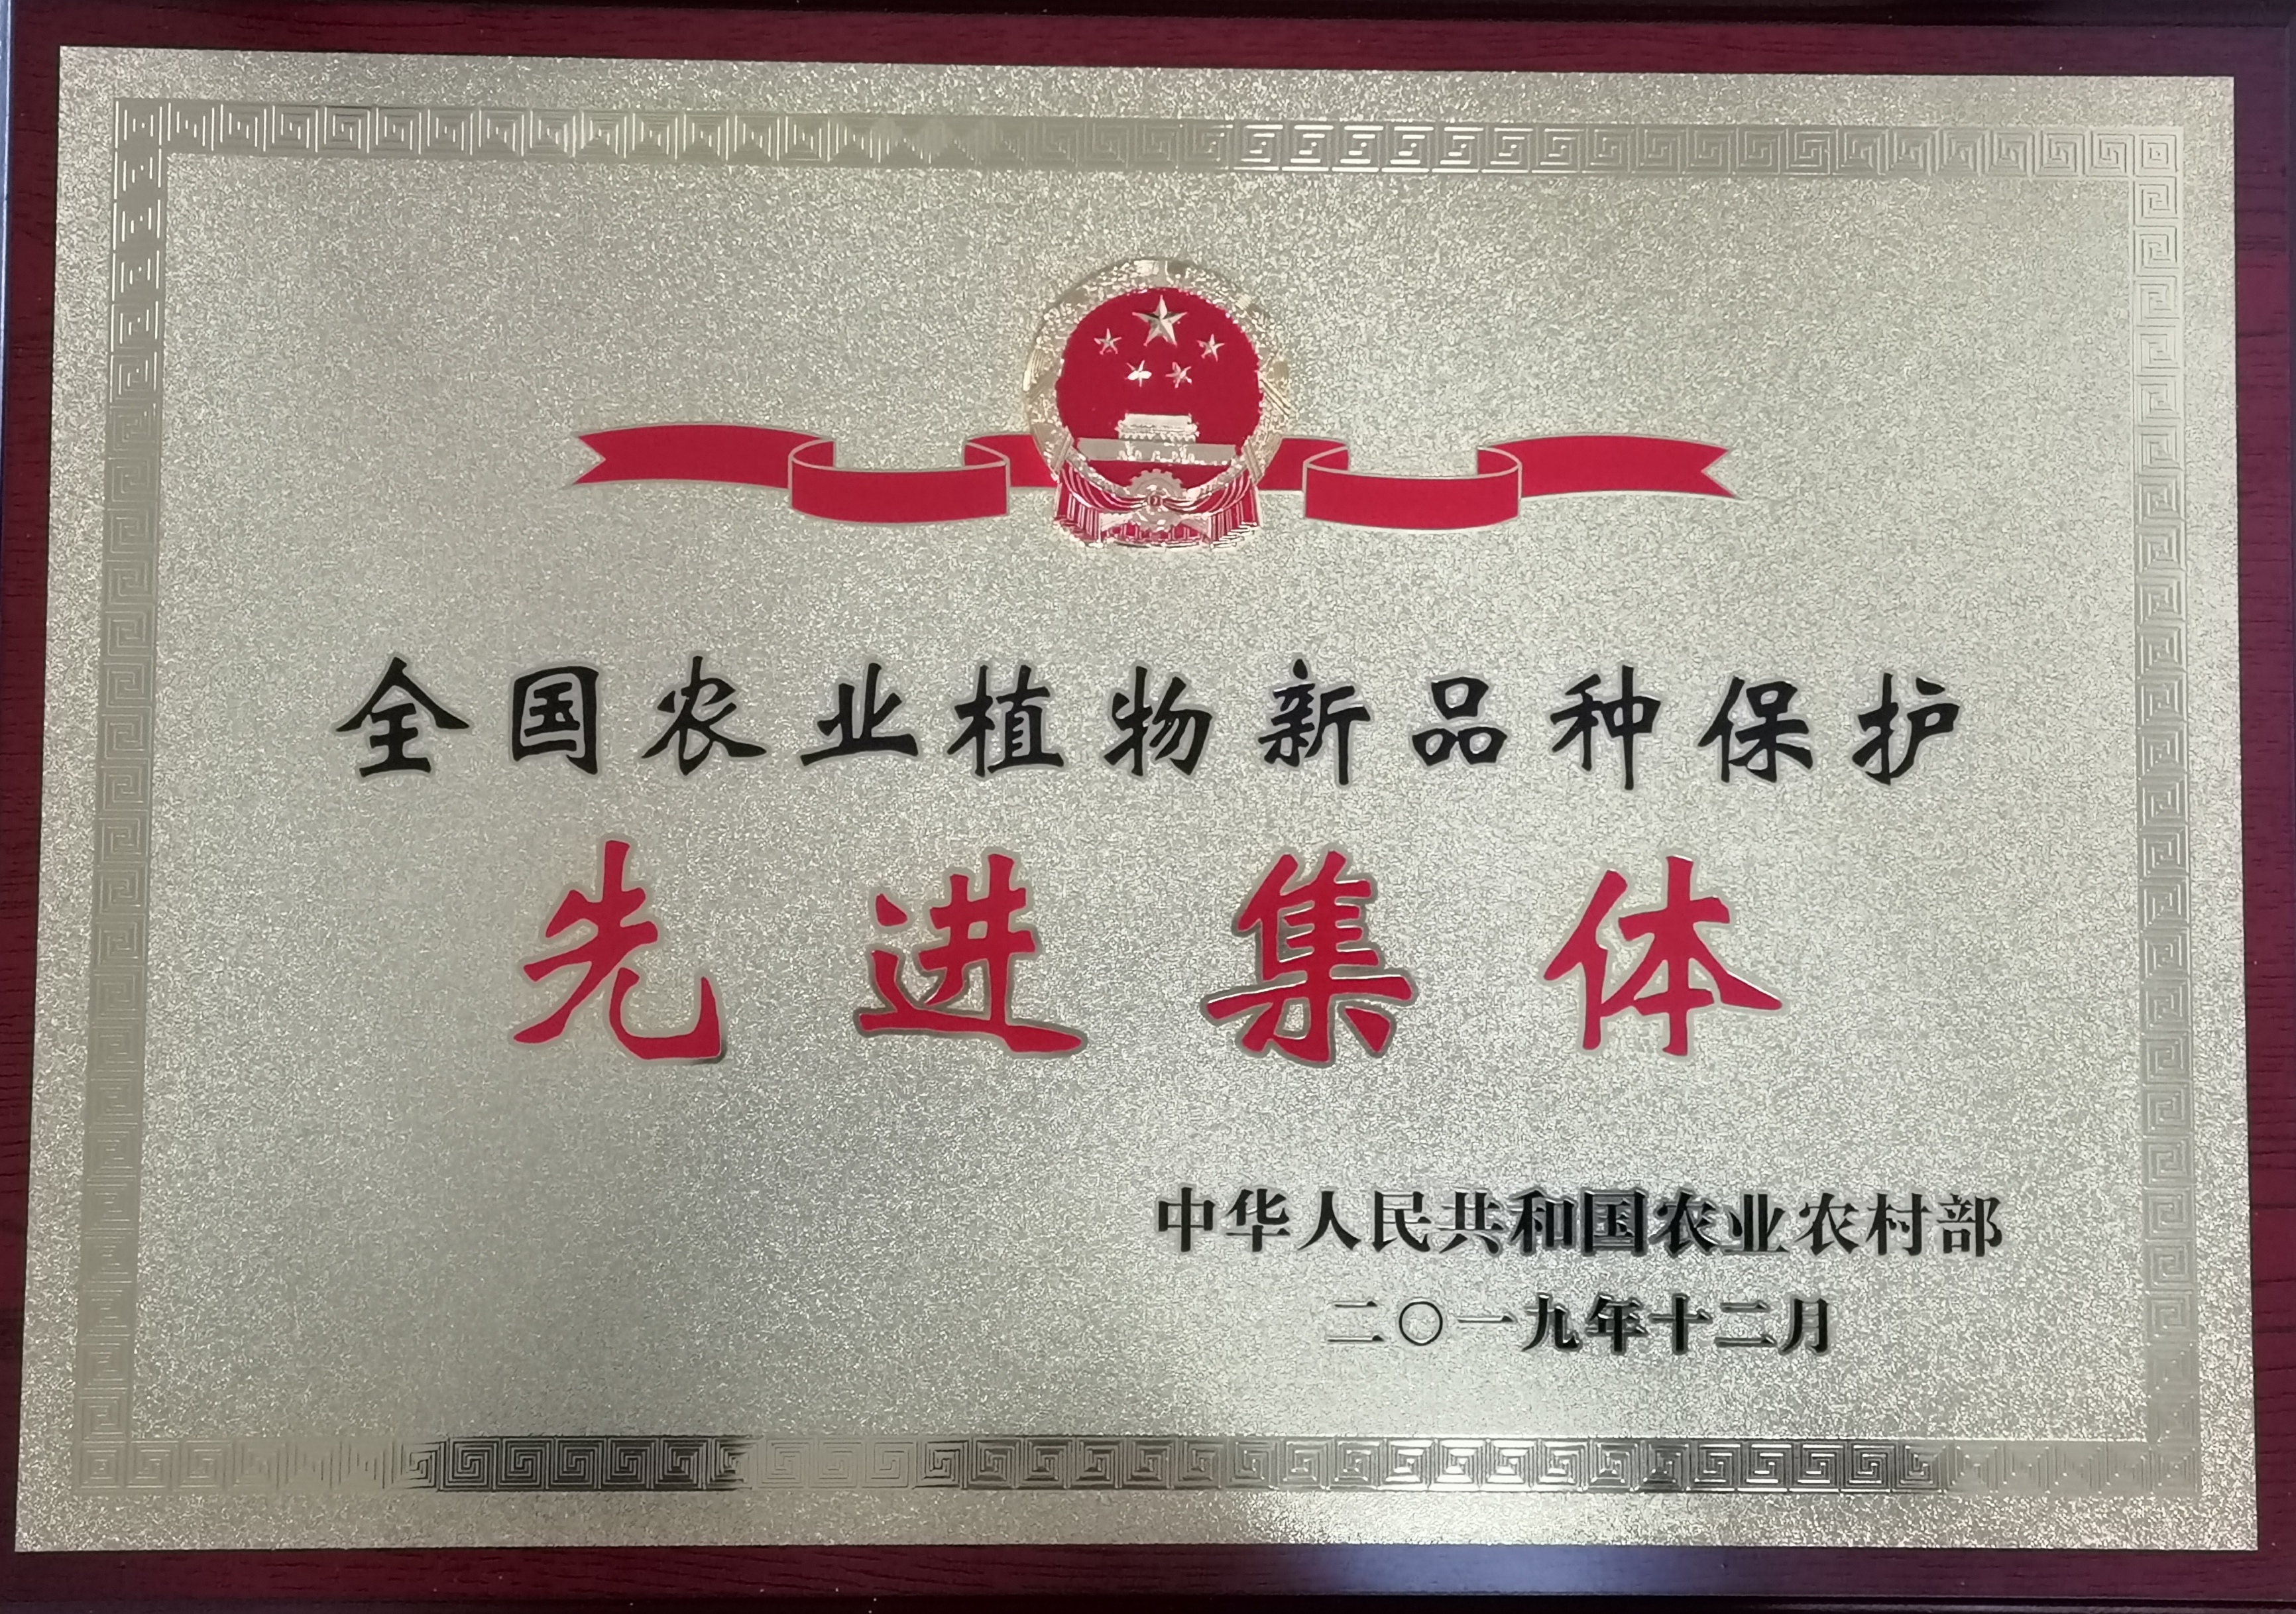 全国农业植物新品种保护
先进集体
中华人民共和国农业农村部
二〇一九年十二月